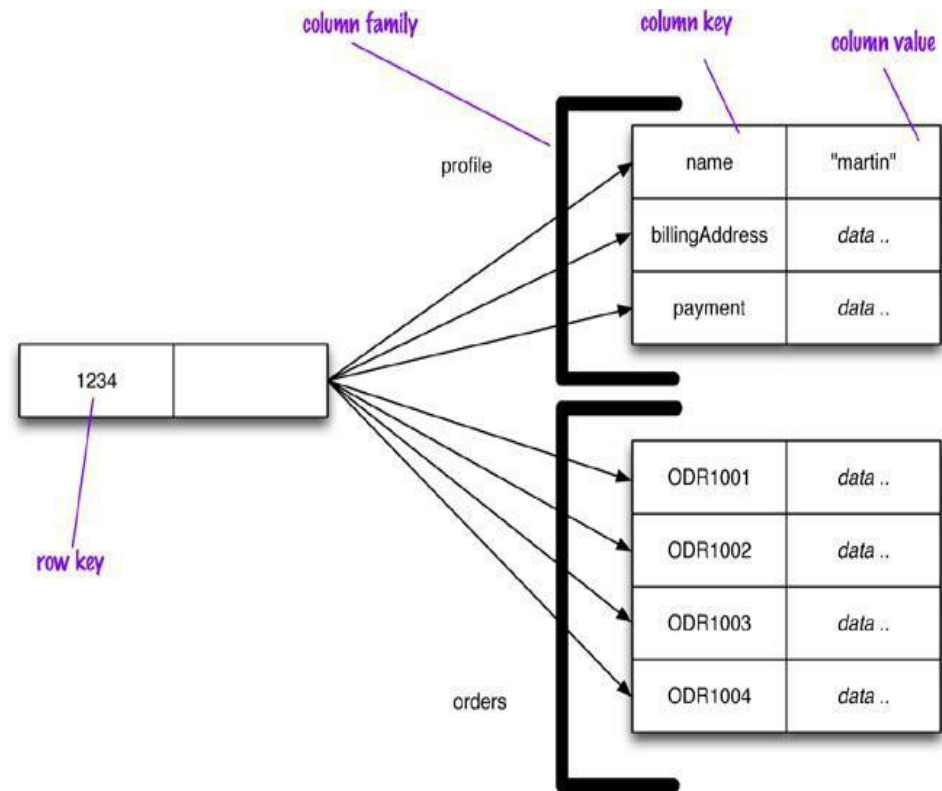 column family
column key
column value
profile
name
"martin"
billingAddress
data ..
payment
data ..
1234
row key
ODR1001
data ..
ODR1002
data ..
ODR1003
data ..
ODR1004
data ..
orders